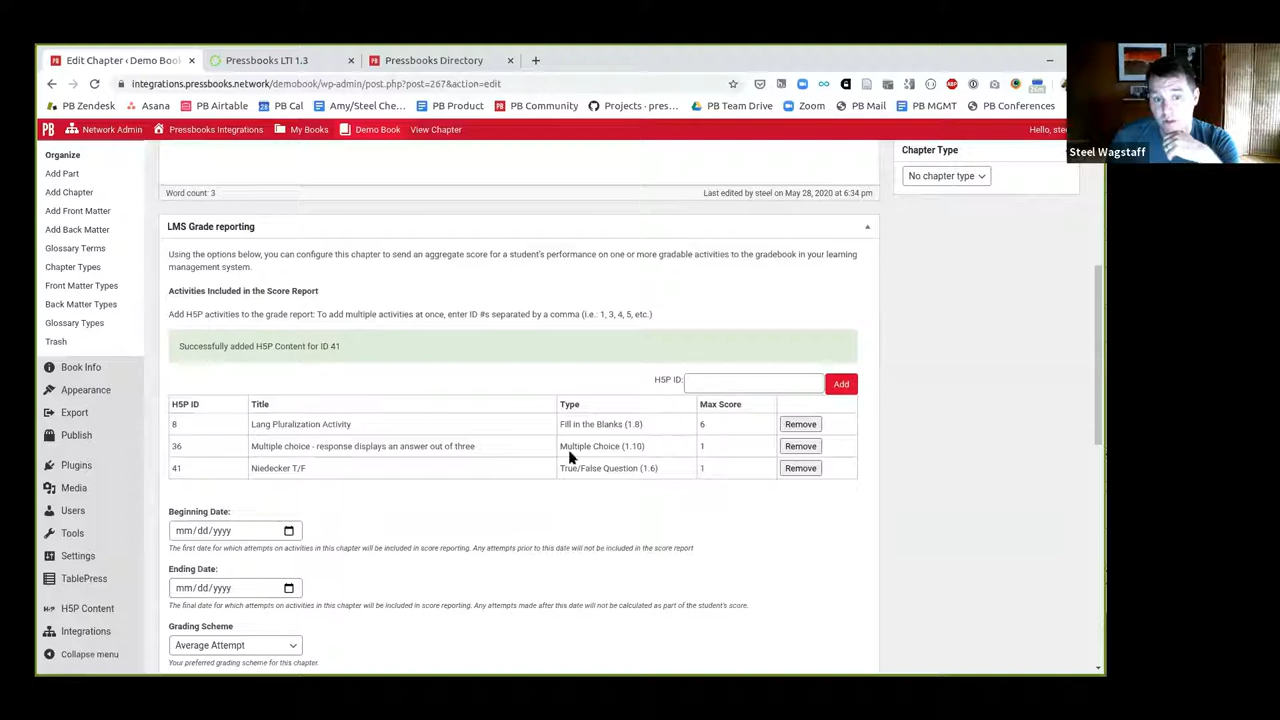 Edit Chapter ‹ Demo Boo
Pressbooks LTI 1.3
Pressbooks Directory
integrations.pressbooks.network/demobook/wp-admin/post.php?post=267&action=edit
PB Zendesk
Asana
PB Airtable
PB Cal
Amy/Steel Che...
PB Product
PB Community
Projects · pres...
PB Team Drive
Zoom
PB Mail
PB MGMT
PB Conferences
PB
Network Admin
Pressbooks Integrations
My Books
Demo Book
View Chapter
Hello, stee
Steel Wagstaff
Organize
Add Part
Add Chapter
Add Front Matter
Add Back Matter
Glossary Terms
Chapter Types
Front Matter Types
Back Matter Types
Glossary Types
Trash
Book Info
Appearance
Export
Publish
Plugins
Media
Users
Tools
Settings
TablePress
H5P Content
Integrations
Collapse menu
Word count: 3
Last edited by steel on May 28, 2020 at 6:34 pm
LMS Grade reporting
Using the options below, you can configure this chapter to send an aggregate score for a student's performance on one or more gradable activities to the gradebook in your learning
management system.
Activities Included in the Score Report
Add H5P activities to the grade report: To add multiple activities at once, enter ID #s separated by a comma (i.e.: 1, 3, 4, 5, etc.)
Successfully added H5P Content for ID 41
H5P ID:
Add
H5P ID Title Type Max Score
8 Lang Pluralization Activity Fill in the Blanks (1.8) 6 Remove
36 Multiple choice - response displays an answer out of three Multiple Choice (1.10) 1 Remove
41 Niedecker T/F True/False Question (1.6) 1 Remove
Beginning Date:
mm/dd/yyyy
The first date for which attempts on activities in this chapter will be included in score reporting. Any attempts prior to this date will not be included in the score report
Ending Date:
mm/dd/yyyy
The final date for which attempts on activities in this chapter will be included in score reporting. Any attempts made after this date will not be calculated as part of the student's score.
Grading Scheme
Average Attempt
Your preferred grading scheme for this chapter.
Chapter Type
No chapter type